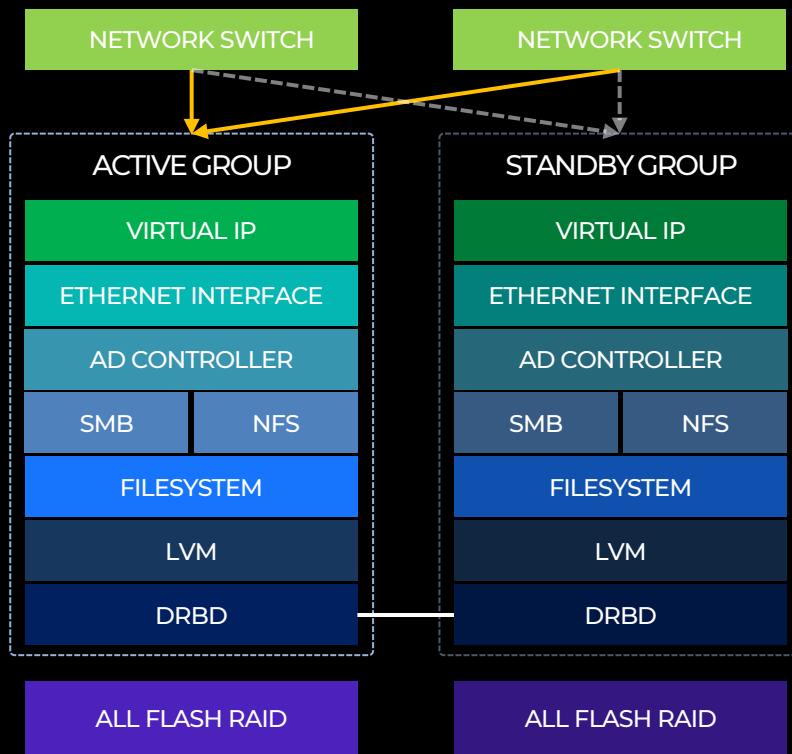 NETWORK SWITCH
NETWORK SWITCH
ACTIVE GROUP
VIRTUAL IP
ETHERNET INTERFACE
AD CONTROLLER
SMB
NFS
FILESYSTEM
LVM
DRBD
ALL FLASH RAID
STANDBY GROUP
VIRTUAL IP
ETHERNET INTERFACE
AD CONTROLLER
SMB
NFS
FILESYSTEM
LVM
DRBD
ALL FLASH RAID